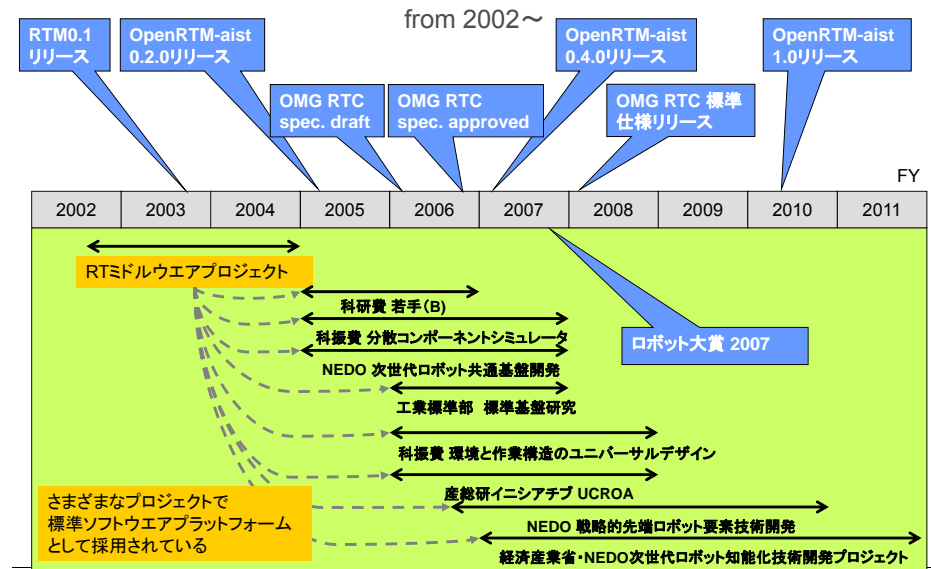 from 2002～
RTM0.1
リリース
OpenRTM-aist
0.2.0リリース
OMG RTC
spec. draft
OMG RTC
spec. approved
OpenRTM-aist
0.4.0リリース
OMG RTC 標準
仕様リリース
OpenRTM-aist
1.0リリース
FY
2002 2003 2004 2005 2006 2007 2008 2009 2010 2011
RTミドルウエアプロジェクト
科研費 若手(B)
科振費 分散コンポーネントシミュレータ
ロボット大賞 2007
NEDO 次世代ロボット共通基盤開発
工業標準部 標準基盤研究
科振費 環境と作業構造のユニバーサルデザイン
産総研イニシアチブ UCROA
さまざまなプロジェクトで
標準ソフトウエアプラットフォーム
として採用されている
NEDO 戦略的先端ロボット要素技術開発
経済産業省・NEDO次世代ロボット知能化技術開発プロジェクト